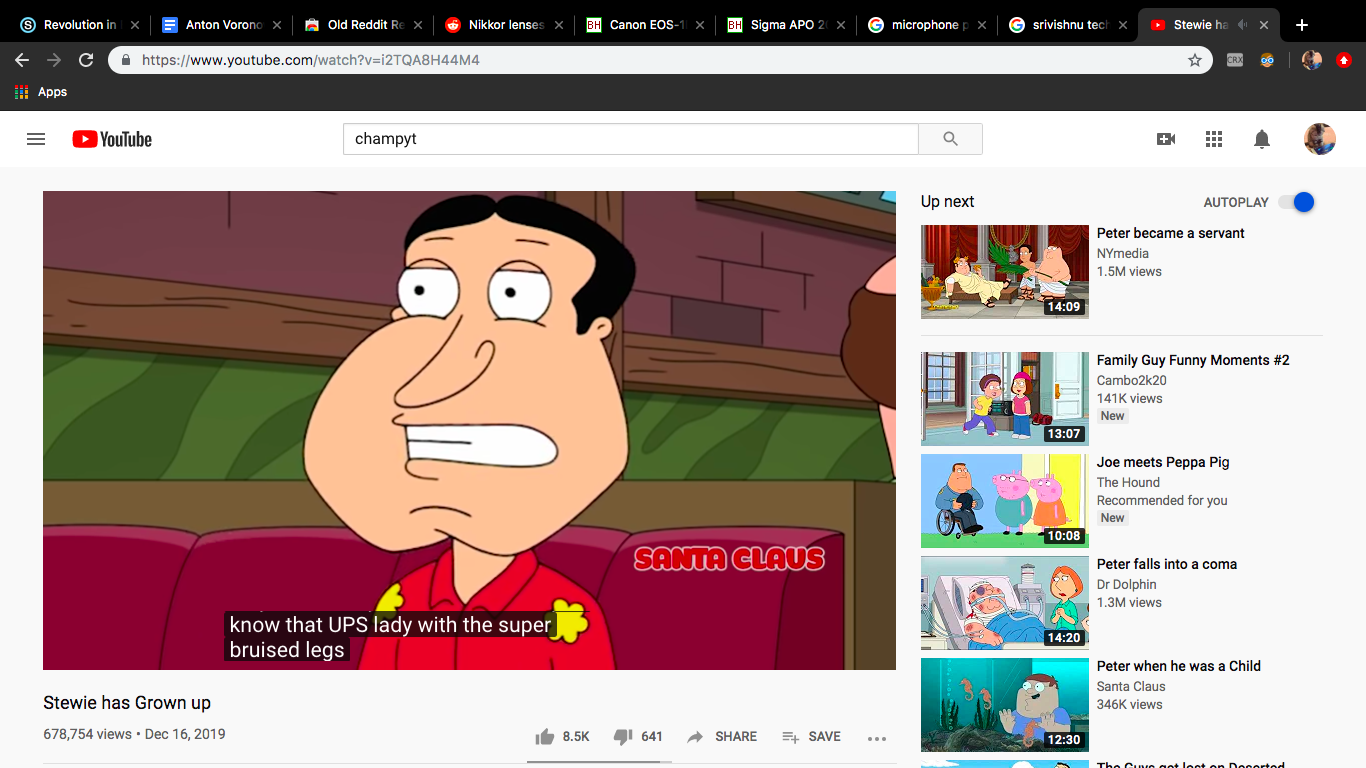 Revolution in
Anton Vorono
Old Reddit Re
Nikkor lenses
BH
Canon EOS-1
BH
Sigma APO 20
microphone p
srivishnu tech
Stewie ha
https://www.youtube.com/watch?v=i2TQA8H44M4
CRX
Apps
YouTube
champyt
Up next
AUTOPLAY
Peter became a servant
NYmedia
1.5M views
14:09
Family Guy Funny Moments #2
Cambo2k20
141K views
New
13:07
Joe meets Peppa Pig
The Hound
Recommended for you
New
10:08
Peter falls into a coma
Dr Dolphin
1.3M views
14:20
Peter when he was a Child
Santa Claus
346K views
12:30
The Guys get lost on Deserted
SANTA CLAUS
know that UPS lady with the super
bruised legs
Stewie has Grown up
678,754 views • Dec 16, 2019
8.5K
641
SHARE
SAVE